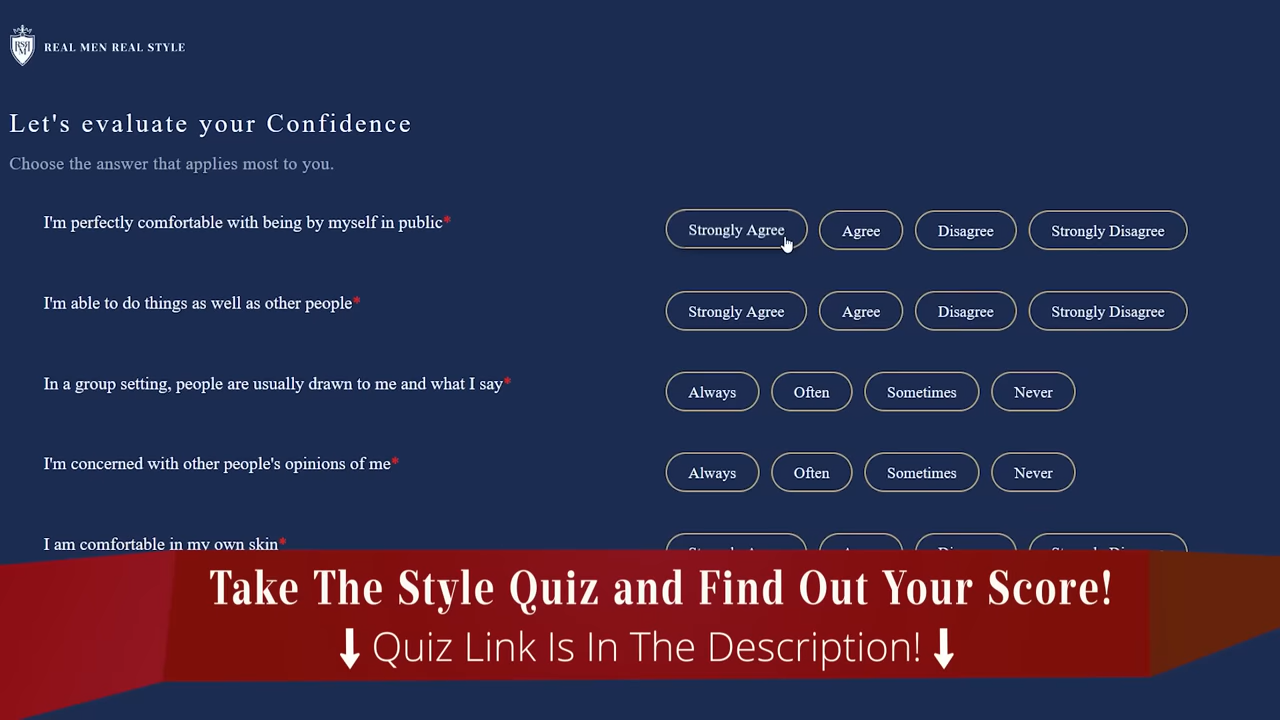 REAL MEN REAL STYLE
Let's evaluate your Confidence
Choose the answer that applies most to you.
I'm perfectly comfortable with being by myself in public* Strongly Agree Agree Disagree Strongly Disagree
I'm able to do things as well as other people* Strongly Agree Agree Disagree Strongly Disagree
In a group setting, people are usually drawn to me and what I say* Always Often Sometimes Never
I'm concerned with other people's opinions of me* Always Often Sometimes Never
I am comfortable in my own skin*
Take The Style Quiz and Find Out Your Score!
Quiz Link Is In The Description!